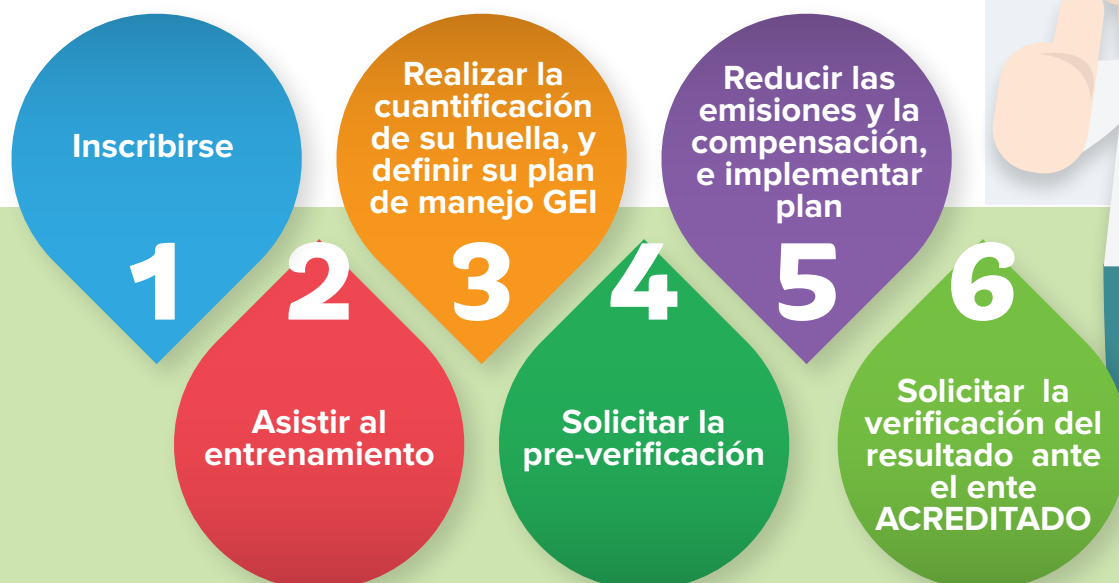 Inscribirse
1
2
Asistir al
entrenamiento
Realizar la
cuantificación
de su huella, y
definir su plan
de manejo GEI
3
4
Solicitar la
pre-verificación
Reducir las
emisiones y la
compensación,
e implementar
plan
5
6
Solicitar la
verificación del
resultado ante
el ente
ACREDITADO